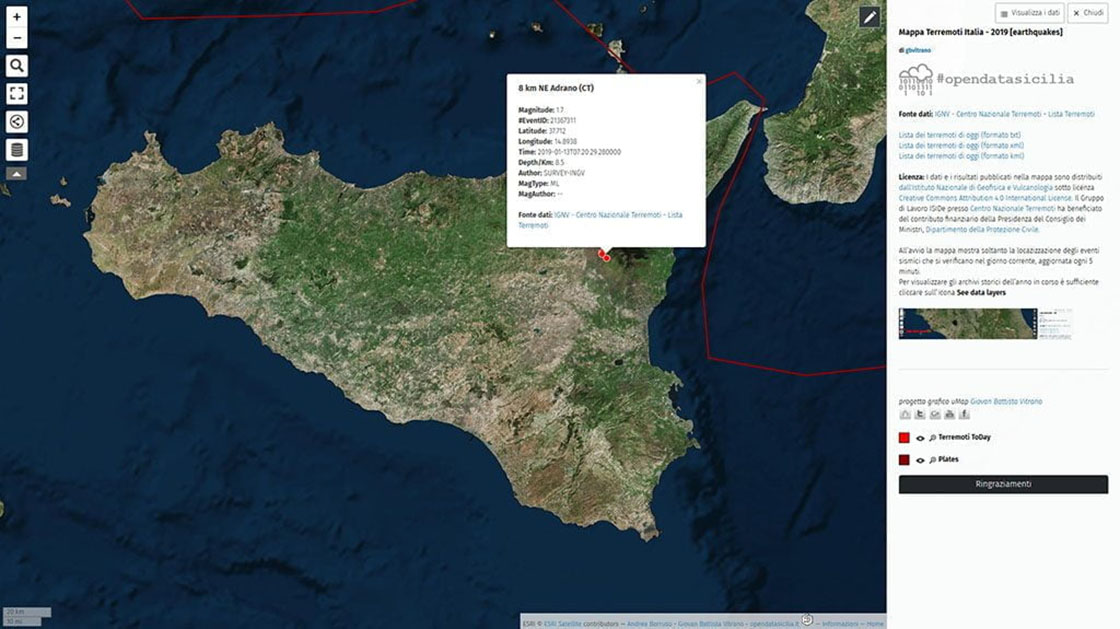 +
−
8 km NE Adrano (CT)
Magnitude: 1.7
#EventID: 21367311
Latitude: 37.712
Longitude: 14.8938
Time: 2019-01-13T07:20:29.280000
Depth/Km: 8.5
Author: SURVEY-INGV
MagType: ML
MagAuthor: --
Fonte dati: IGNV - Centro Nazionale Terremoti - Lista
Terremoti
20 km
10 mi
ESRI © ESRI Satellite contributors — Andrea Borruso - Giovan Battista Vitrano - opendatasicilia.it — Informazioni — Home
Visualizza i dati
× Chiudi
Mappa Terremoti Italia - 2019 [earthquakes]
di gbvitrano
#opendatasicilia
Fonte dati: IGNV - Centro Nazionale Terremoti - Lista Terremoti
Lista dei terremoti di oggi (formato txt)
Lista dei terremoti di oggi (formato xml)
Lista dei terremoti di oggi (formato kml)
Licenza: I dati e i risultati pubblicati nella mappa sono distribuiti
dall'Istituto Nazionale di Geofisica e Vulcanologia sotto licenza
Creative Commons Attribution 4.0 International License. Il Gruppo
di Lavoro ISIDe presso Centro Nazionale Terremoti ha beneficiato
del contributo finanziario della Presidenza del Consiglio dei
Ministri, Dipartimento della Protezione Civile.
All'avvio la mappa mostra soltanto la locazizzazione degli eventi
sismici che si verificano nel giorno corrente, aggiornata ogni 5
minuti.
Per visualizzare gli archivi storici dell'anno in corso è sufficiente
cliccare sull'icona See data layers
progetto grafico uMap Giovan Battista Vitrano
Terremoti ToDay
Plates
Ringraziamenti